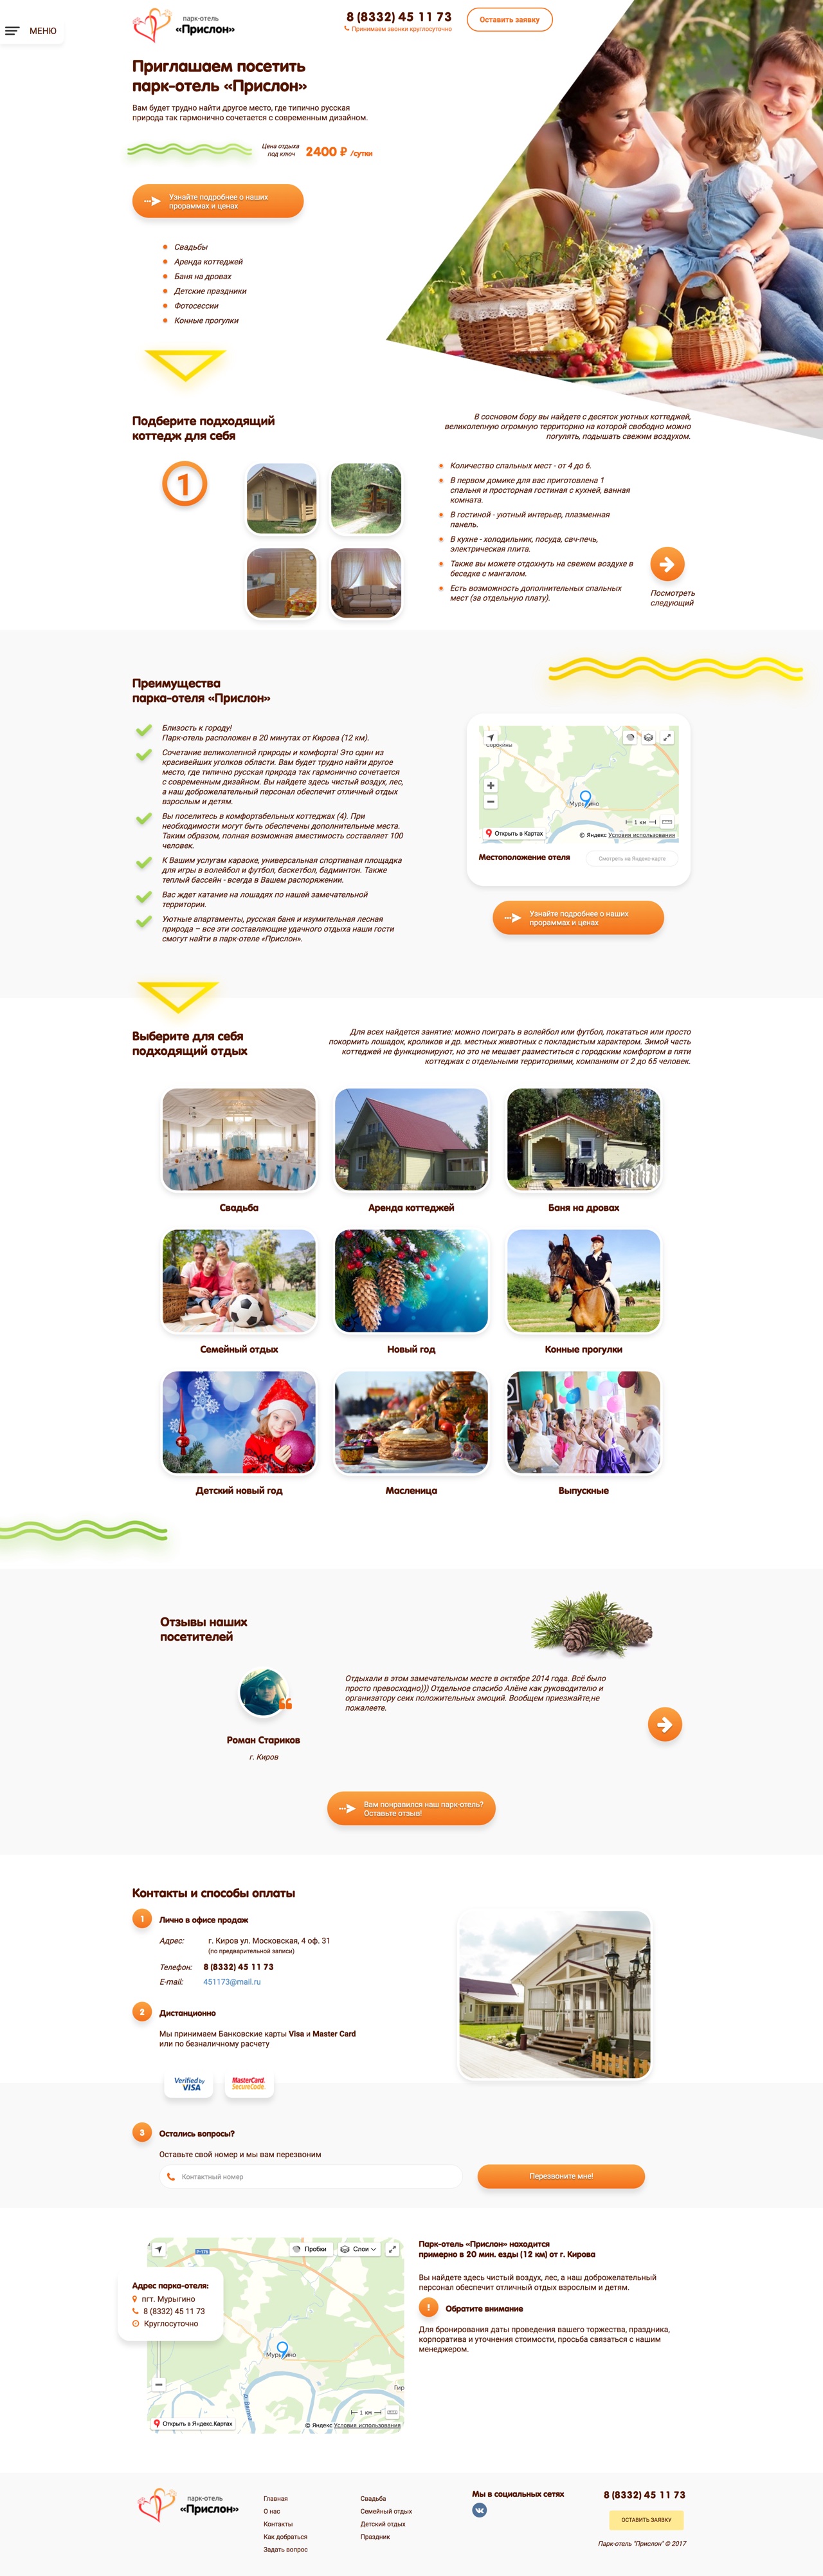 МЕНЮ
парк-отель
«Прислон»
8 (8332) 45 11 73
Принимаем звонки круглосуточно
Оставить заявку
Приглашаем посетить
парк-отель «Прислон»
Вам будет трудно найти другое место, где типично русская
природа так гармонично сочетается с современным дизайном.
Цена отдыха
под ключ
2400 ₽ /сутки
Узнайте подробнее о наших
прораммах и ценах
Свадьбы
Аренда коттеджей
Баня на дровах
Детские праздники
Фотосессии
Конные прогулки
Подберите подходящий
коттедж для себя
В сосновом бору вы найдете с десяток уютных коттеджей,
великолепную огромную территорию на которой свободно можно
погулять, подышать свежим воздухом.
1
Количество спальных мест - от 4 до 6.
В первом домике для вас приготовлена 1
спальня и просторная гостиная с кухней, ванная
комната.
В гостиной - уютный интерьер, плазменная
панель.
В кухне - холодильник, посуда, свч-печь,
электрическая плита.
Также вы можете отдохнуть на свежем воздухе в
беседке с мангалом.
Есть возможность дополнительных спальных
мест (за отдельную плату).
Посмотреть
следующий
Преимущества
парка-отеля «Прислон»
Близость к городу!
Парк-отель расположен в 20 минутах от Кирова (12 км).
Сочетание великолепной природы и комфорта! Это один из
красивейших уголков области. Вам будет трудно найти другое
место, где типично русская природа так гармонично сочетается
с современным дизайном. Вы найдете здесь чистый воздух, лес,
а наш доброжелательный персонал обеспечит отличный отдых
взрослым и детям.
Вы поселитесь в комфортабельных коттеджах (4). При
необходимости могут быть обеспечены дополнительные места.
Таким образом, полная возможная вместимость составляет 100
человек.
К Вашим услугам караоке, универсальная спортивная площадка
для игры в волейбол и футбол, баскетбол, бадминтон. Также
теплый бассейн - всегда в Вашем распоряжении.
Вас ждет катание на лошадях по нашей замечательной
территории.
Уютные апартаменты, русская баня и изумительная лесная
природа – все эти составляющие удачного отдыха наши гости
смогут найти в парк-отеле «Прислон».
Сорокины
Мурыгино
1 км
Открыть в Картах
© Яндекс Условия использования
Местоположение отеля
Смотреть на Яндекс-карте
Узнайте подробнее о наших
прораммах и ценах
Выберите для себя
подходящий отдых
Для всех найдется занятие: можно поиграть в волейбол или футбол, покататься или просто
покормить лошадок, кроликов и др. местных животных с покладистым характером. Зимой часть
коттеджей не функционируют, но это не мешает разместиться с городским комфортом в пяти
коттеджах с отдельными территориями, компаниям от 2 до 65 человек.
Свадьба
Аренда коттеджей
Баня на дровах
Семейный отдых
Новый год
Конные прогулки
Детский новый год
Масленица
Выпускные
Отзывы наших
посетителей
Отдыхали в этом замечательном месте в октябре 2014 года. Всё было
просто превосходно))) Отдельное спасибо Алёне как руководителю и
организатору сеих положительных эмоций. Вообщем приезжайте,не
пожалеете.
Роман Стариков
г. Киров
Вам понравился наш парк-отель?
Оставьте отзыв!
Контакты и способы оплаты
1
Лично в офисе продаж
Адрес: г. Киров ул. Московская, 4 оф. 31
(по предварительной записи)
Телефон: 8 (8332) 45 11 73
E-mail: 451173@mail.ru
2
Дистанционно
Мы принимаем Банковские карты Visa и Master Card
или по безналичному расчету
Verified by
VISA
MasterCard.
SecureCode.
3
Остались вопросы?
Оставьте свой номер и мы вам перезвоним
Контактный номер
Перезвоните мне!
Р-176
Пробки
Слои
Адрес парка-отеля:
пгт. Мурыгино
8 (8332) 45 11 73
Круглосуточно
Мурыгино
Гир
р. Вятка
1 км
Открыть в Яндекс.Картах
© Яндекс Условия использования
Парк-отель «Прислон» находится
примерно в 20 мин. езды (12 км) от г. Кирова
Вы найдете здесь чистый воздух, лес, а наш доброжелательный
персонал обеспечит отличный отдых взрослым и детям.
!
Обратите внимание
Для бронирования даты проведения вашего торжества, праздника,
корпоратива и уточнения стоимости, просьба связаться с нашим
менеджером.
парк-отель
«Прислон»
Главная
О нас
Контакты
Как добраться
Задать вопрос
Свадьба
Семейный отдых
Детский отдых
Праздник
Мы в социальных сетях
8 (8332) 45 11 73
ОСТАВИТЬ ЗАЯВКУ
Парк-отель "Прислон" © 2017